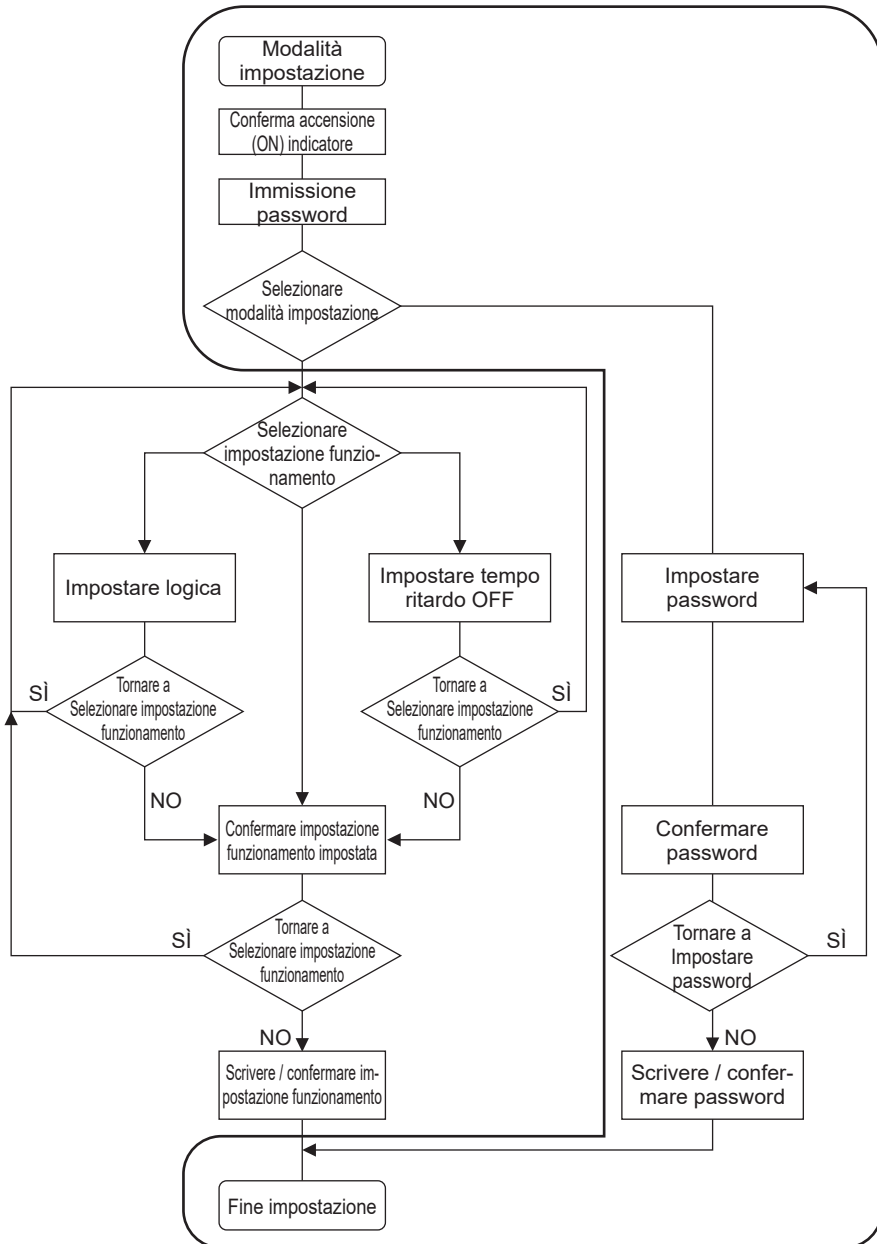 Modalità
impostazione
Conferma accensione
(ON) indicatore
Immissione
password
Selezionare
modalità impostazione
Selezionare
impostazione funzio-
namento
Impostare logica
Impostare tempo
ritardo OFF
Impostare
password
SÌ
Tornare a
Selezionare impostazione
funzionamento
NO
Tornare a
Selezionare impostazione
funzionamento
SÌ
NO
Confermare impostazione
funzionamento impostata
Confermare
password
SÌ
Tornare a
Selezionare impostazione
funzionamento
NO
Tornare a
Impostare
password
SÌ
NO
Scrivere / confermare im-
postazione funzionamento
Scrivere / confer-
mare password
Fine impostazione